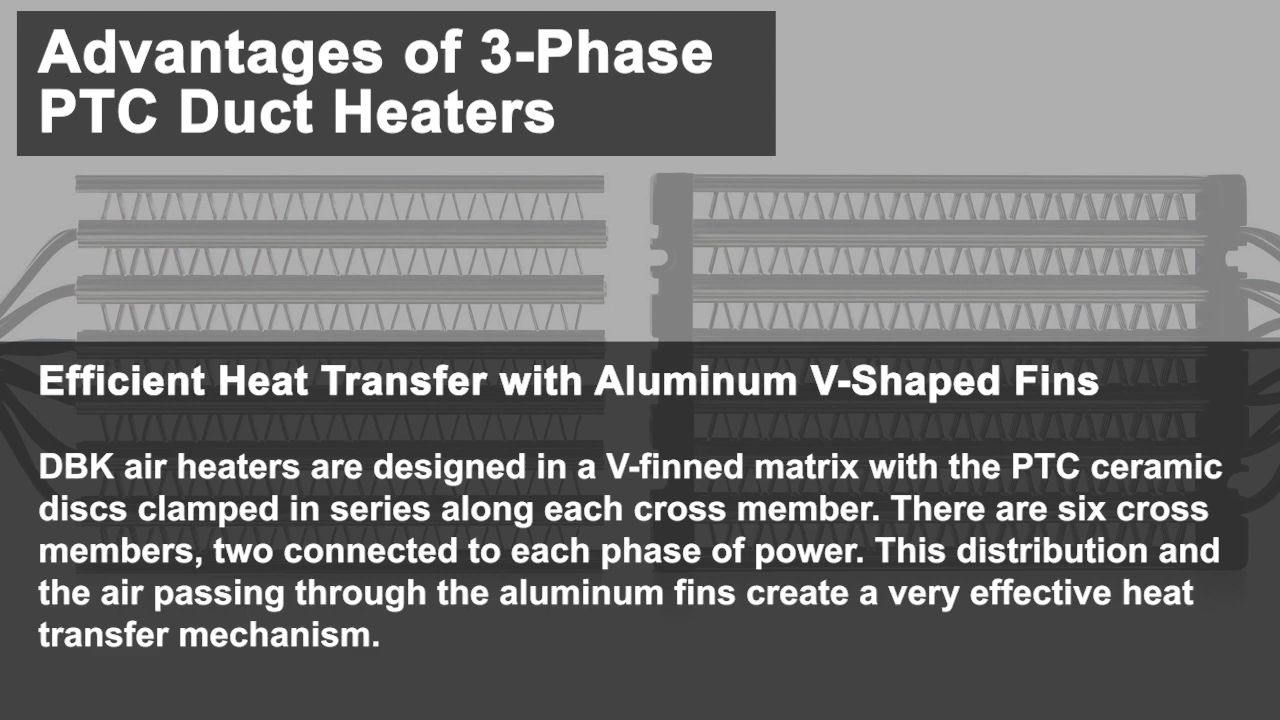 Advantages of 3-Phase
PTC Duct Heaters
Efficient Heat Transfer with Aluminum V-Shaped Fins
DBK air heaters are designed in a V-finned matrix with the PTC ceramic
discs clamped in series along each cross member. There are six cross
members, two connected to each phase of power. This distribution and
the air passing through the aluminum fins create a very effective heat
transfer mechanism.